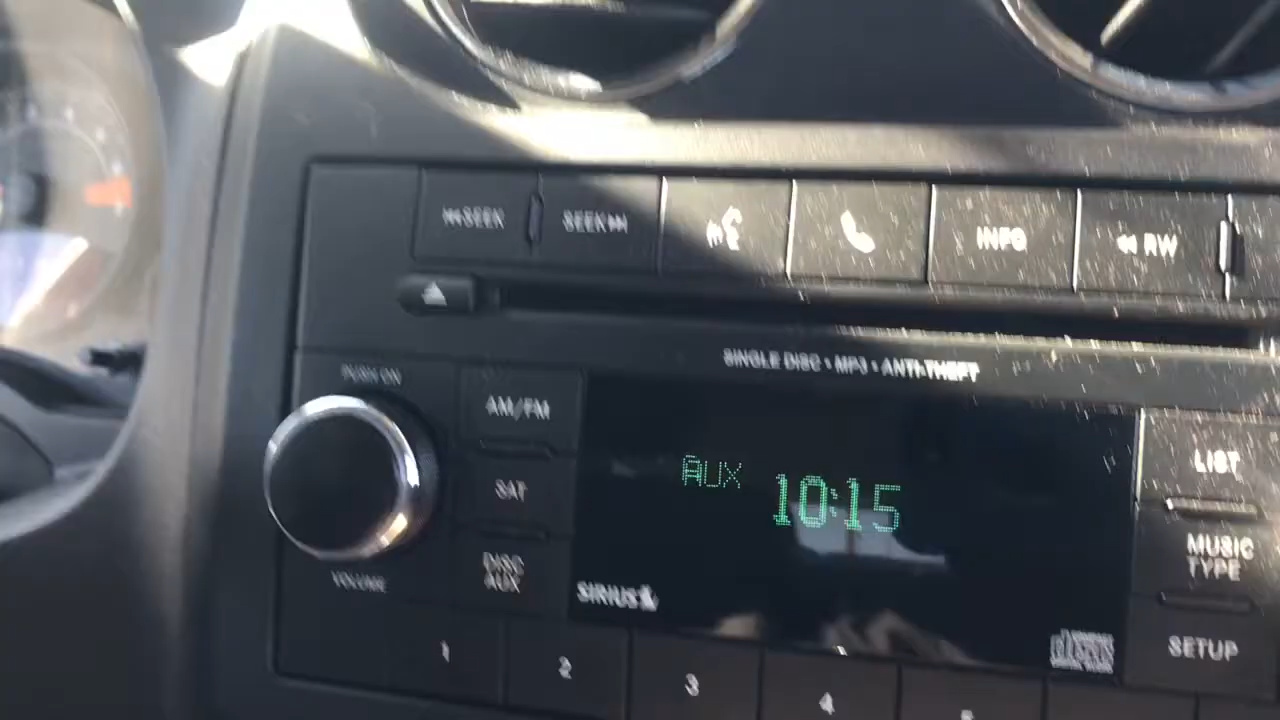 SEEK
SEEK
INFO
RW
SINGLE DISC • MP3 • ANTI-THEFT
PUSH ON
AM/FM
LIST
AUX
10:15
SAT
MUSIC
TYPE
DISC
AUX
VOLUME
SIRIUS
SETUP
1
2
3
4